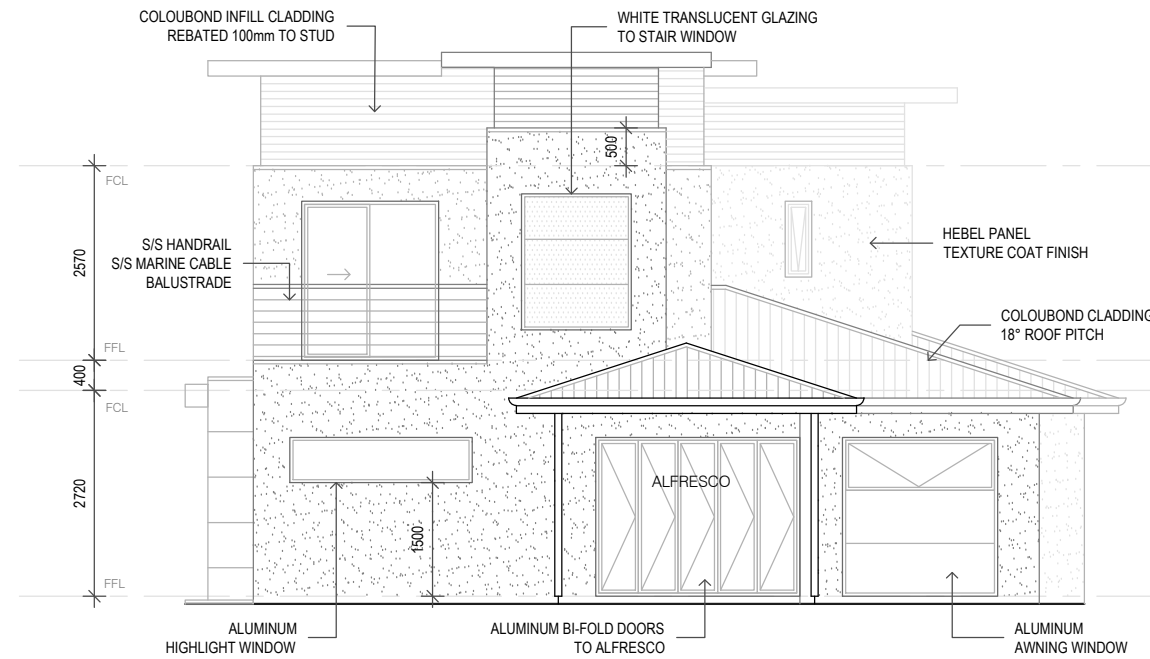 COLOUBOND INFILL CLADDING
REBATED 100mm TO STUD
WHITE TRANSLUCENT GLAZING
TO STAIR WINDOW
500
FCL
2570
S/S HANDRAIL
S/S MARINE CABLE
BALUSTRADE
HEBEL PANEL
TEXTURE COAT FINISH
COLOUBOND CLADDING
18° ROOF PITCH
FFL
400
FCL
2720
ALFRESCO
1500
FFL
ALUMINUM
HIGHLIGHT WINDOW
ALUMINUM BI-FOLD DOORS
TO ALFRESCO
ALUMINUM
AWNING WINDOW